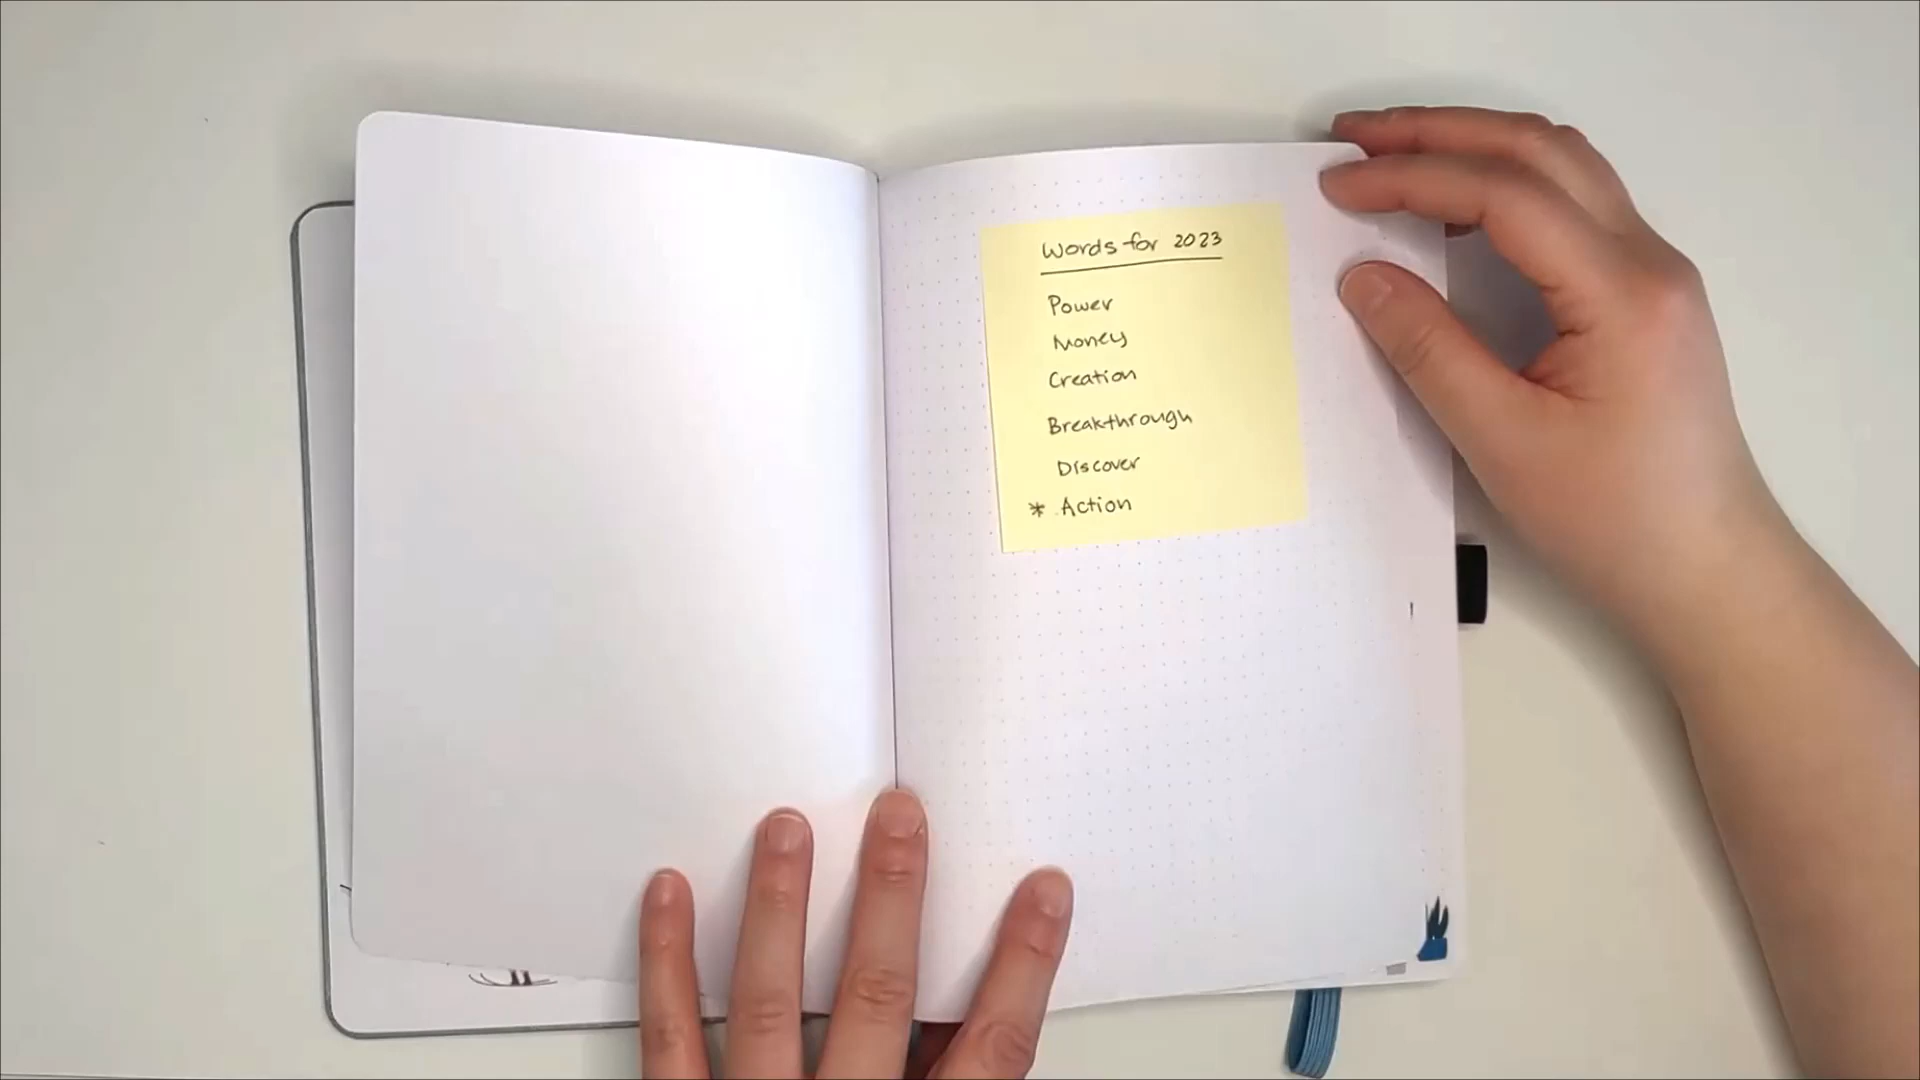 Words for 2023
Power
Money
Creation
Breakthrough
Discover
* Action